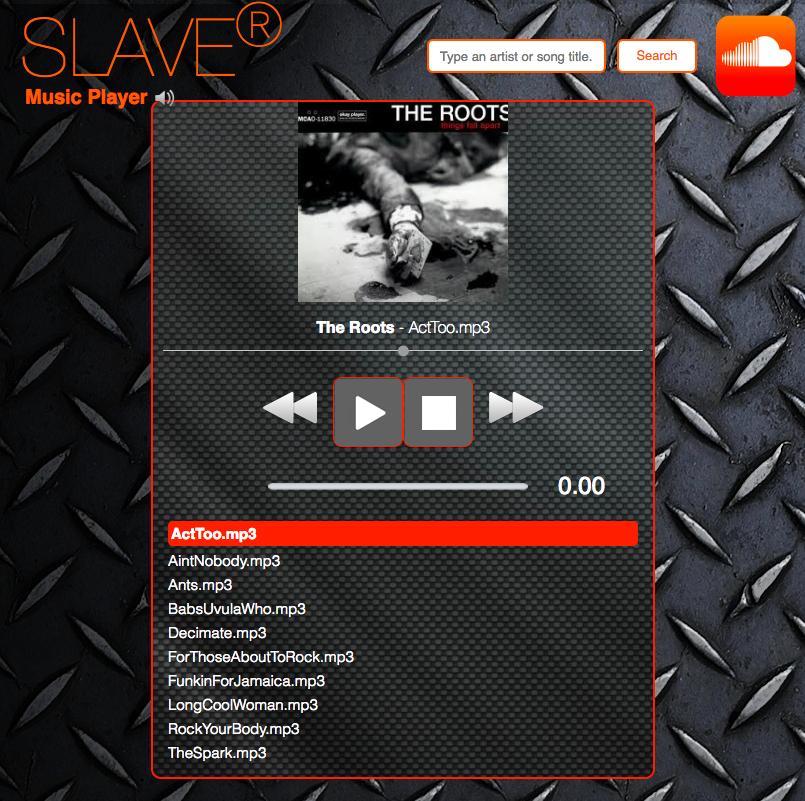 SLAVE®
Music Player
Type an artist or song title.
Search
MCAD-11830
okay player.
THE ROOTS
things fall apart
The Roots - ActToo.mp3
0.00
ActToo.mp3
AintNobody.mp3
Ants.mp3
BabsUvulaWho.mp3
Decimate.mp3
ForThoseAboutToRock.mp3
FunkinForJamaica.mp3
LongCoolWoman.mp3
RockYourBody.mp3
TheSpark.mp3